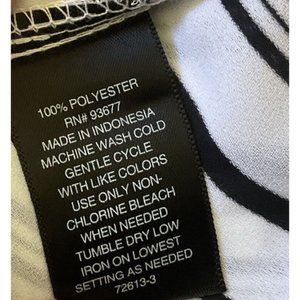 100% POLYESTER
RN# 93677
MADE IN INDONESIA
MACHINE WASH COLD
GENTLE CYCLE
WITH LIKE COLORS
USE ONLY NON-
CHLORINE BLEACH
WHEN NEEDED
TUMBLE DRY LOW
IRON ON LOWEST
SETTING AS NEEDED
72613-3